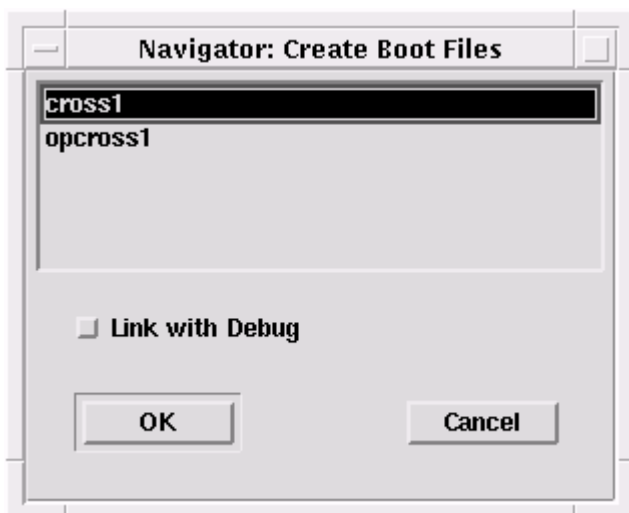 Navigator: Create Boot Files
cross1
opcross1
Link with Debug
OK
Cancel